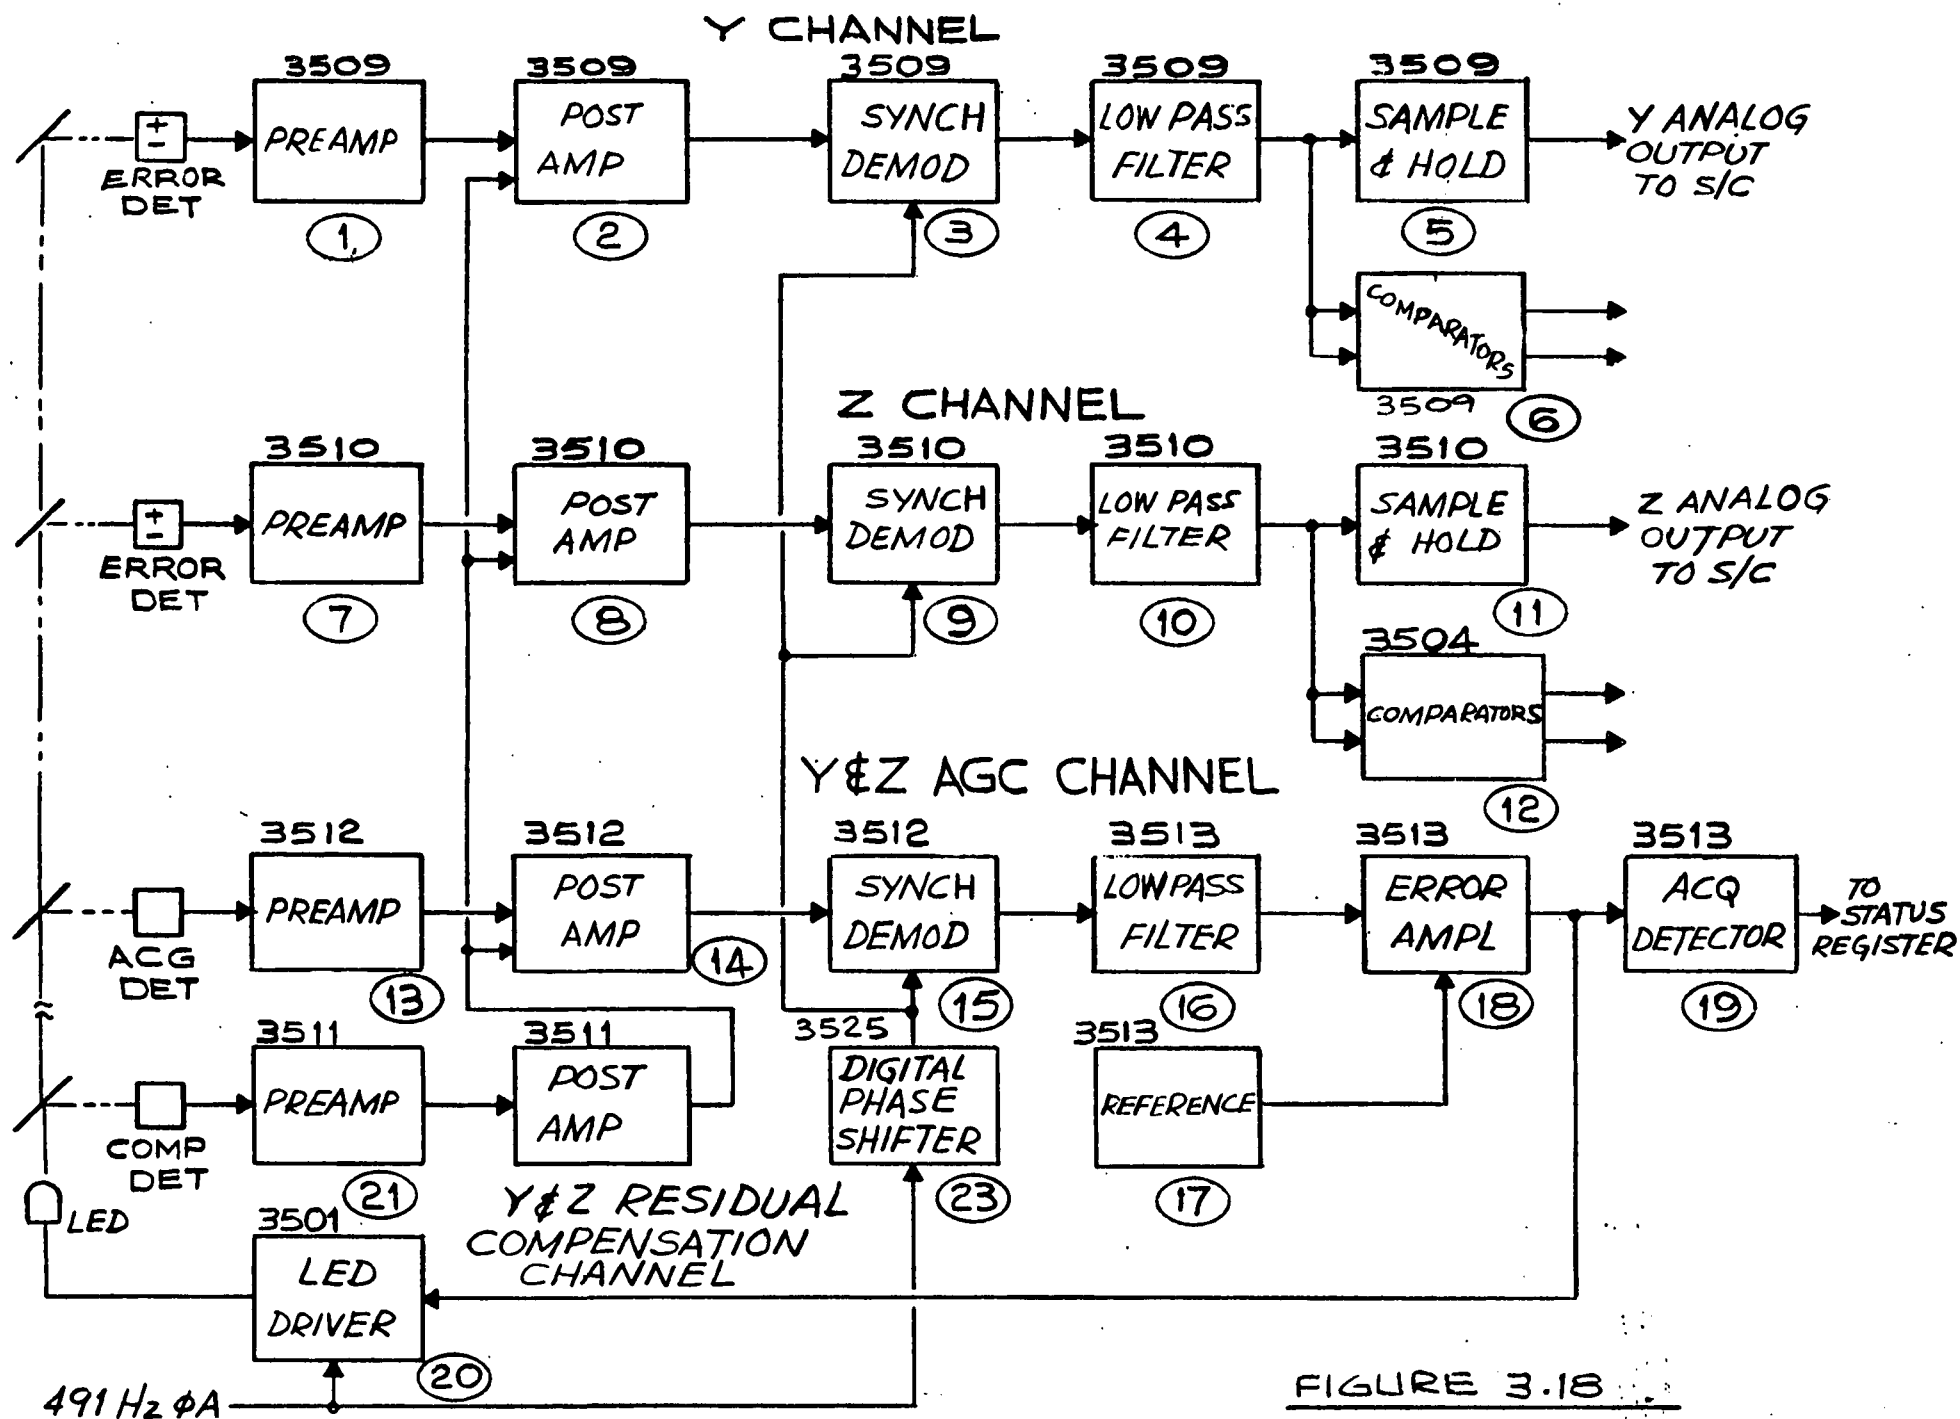 Y CHANNEL
3509 3509 3509 3509 3509
PREAMP
POST
AMP
SYNCH
DEMOD
LOW PASS
FILTER
SAMPLE
& HOLD
Y ANALOG
OUTPUT
TO S/C
+
-
ERROR
DET
1 2 3 4 5
COMPARATORS
3509
6
Z CHANNEL
3510 3510 3510 3510 3510
PREAMP
POST
AMP
SYNCH
DEMOD
LOW PASS
FILTER
SAMPLE
& HOLD
Z ANALOG
OUTPUT
TO S/C
+
-
ERROR
DET
7 8 9 10 11
3504
COMPARATORS
12
Y&Z AGC CHANNEL
3512 3512 3512 3513 3513 3513
PREAMP
POST
AMP
SYNCH
DEMOD
LOW PASS
FILTER
ERROR
AMPL
ACQ
DETECTOR
TO
STATUS
REGISTER
ACG
DET
13 14 15 16 18 19
3511 3511 3525 3513
PREAMP
POST
AMP
DIGITAL
PHASE
SHIFTER
REFERENCE
COMP
DET
21 23 17
LED
Y & Z RESIDUAL
COMPENSATION
CHANNEL
3501
LED
DRIVER
20
491 Hz φA
FIGURE 3.18